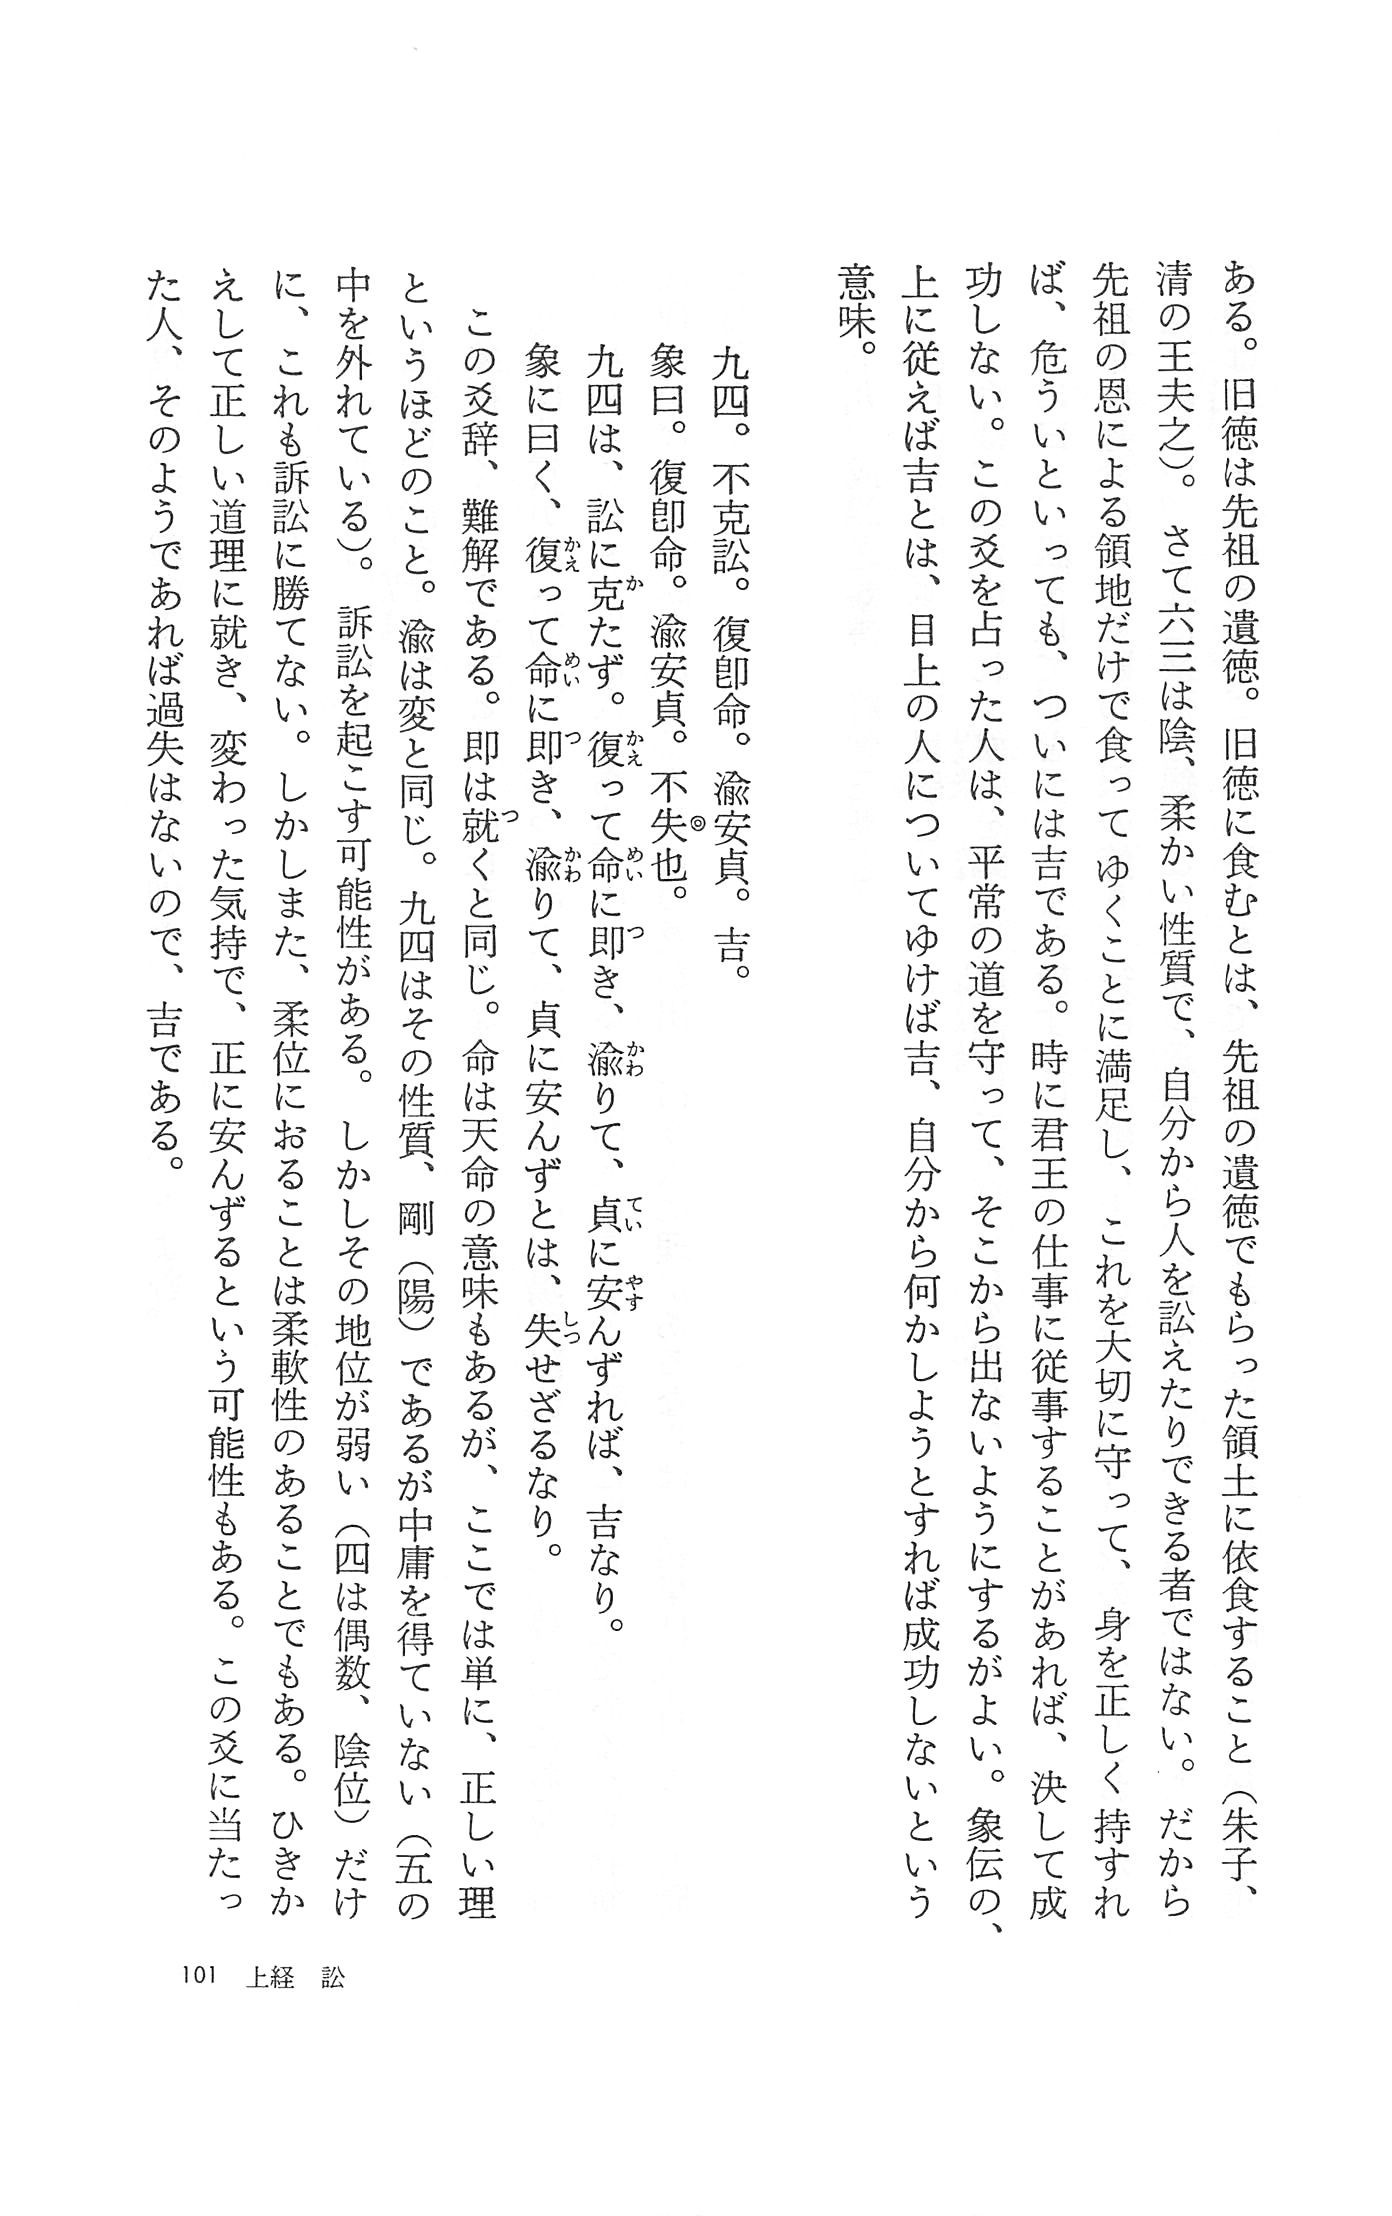 ある。旧徳は先祖の遺徳。旧徳に食むとは、先祖の遺徳でもらった領土に依食すること（朱子、
清の王夫之）。さて六三は陰、柔かい性質で、自分から人を訟えたりできる者ではない。だから
先祖の恩による領地だけで食ってゆくことに満足し、これを大切に守って、身を正しく持すれ
ば、危ういといっても、ついには吉である。時に君王の仕事に従事することがあれば、決して成
功しない。この爻を占った人は、平常の道を守って、そこから出ないようにするがよい。象伝の、
上に従えば吉とは、目上の人についてゆけば吉、自分から何かしようとすれば成功しないという
意味。
九四。不克訟。復卽命。渝安貞。吉。
象曰。復卽命。渝安貞。不失◎也。
九四は、訟に克たず。復って命に即き、渝りて、貞に安んずれば、吉なり。
象に曰く、復って命に即き、渝りて、貞に安んずとは、失せざるなり。
この爻辞、難解である。即は就くと同じ。命は天命の意味もあるが、ここでは単に、正しい理
というほどのこと。渝は変と同じ。九四はその性質、剛（陽）であるが中庸を得ていない（五の
中を外れている）。訴訟を起こす可能性がある。しかしその地位が弱い（四は偶数、陰位）だけ
に、これも訴訟に勝てない。しかしまた、柔位におることは柔軟性のあることでもある。ひきか
えして正しい道理に就き、変わった気持で、正に安んずるという可能性もある。この爻に当たっ
た人、そのようであれば過失はないので、吉である。
101 上経 訟